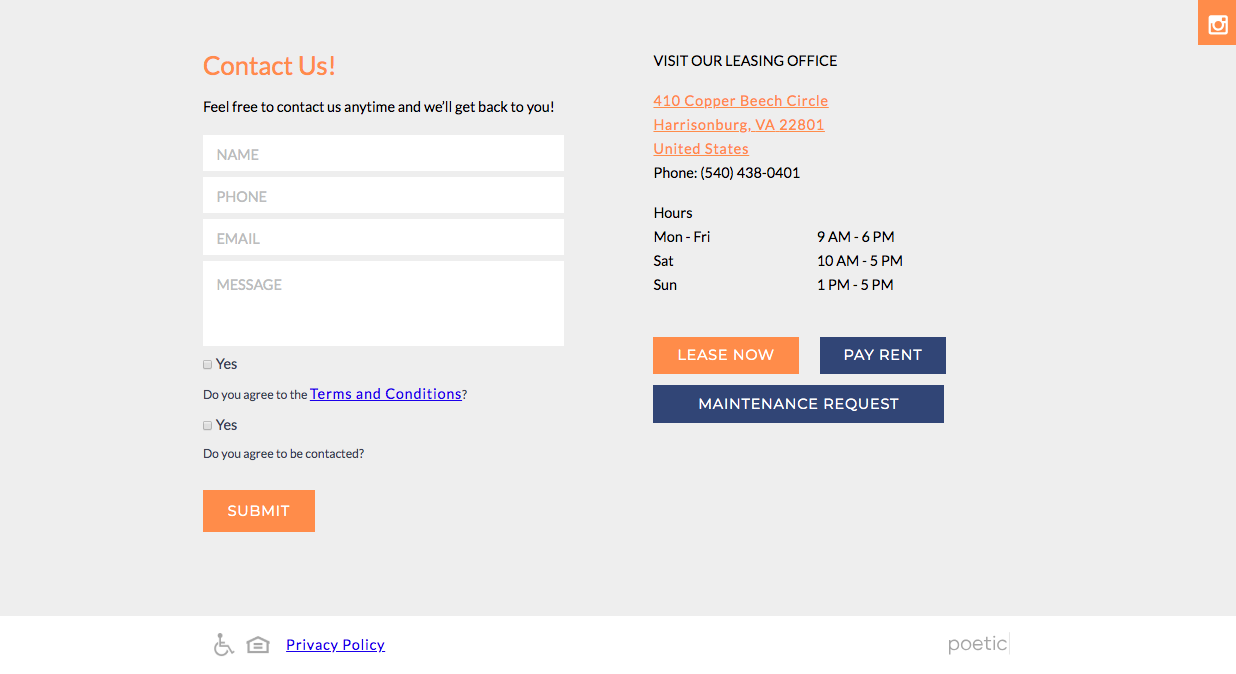 Contact Us!
Feel free to contact us anytime and we’ll get back to you!
NAME
PHONE
EMAIL
MESSAGE
Yes
Do you agree to the Terms and Conditions?
Yes
Do you agree to be contacted?
SUBMIT
VISIT OUR LEASING OFFICE
410 Copper Beech Circle
Harrisonburg, VA 22801
United States
Phone: (540) 438-0401
Hours
Mon - Fri 9 AM - 6 PM
Sat 10 AM - 5 PM
Sun 1 PM - 5 PM
LEASE NOW PAY RENT
MAINTENANCE REQUEST
Privacy Policy
poetic